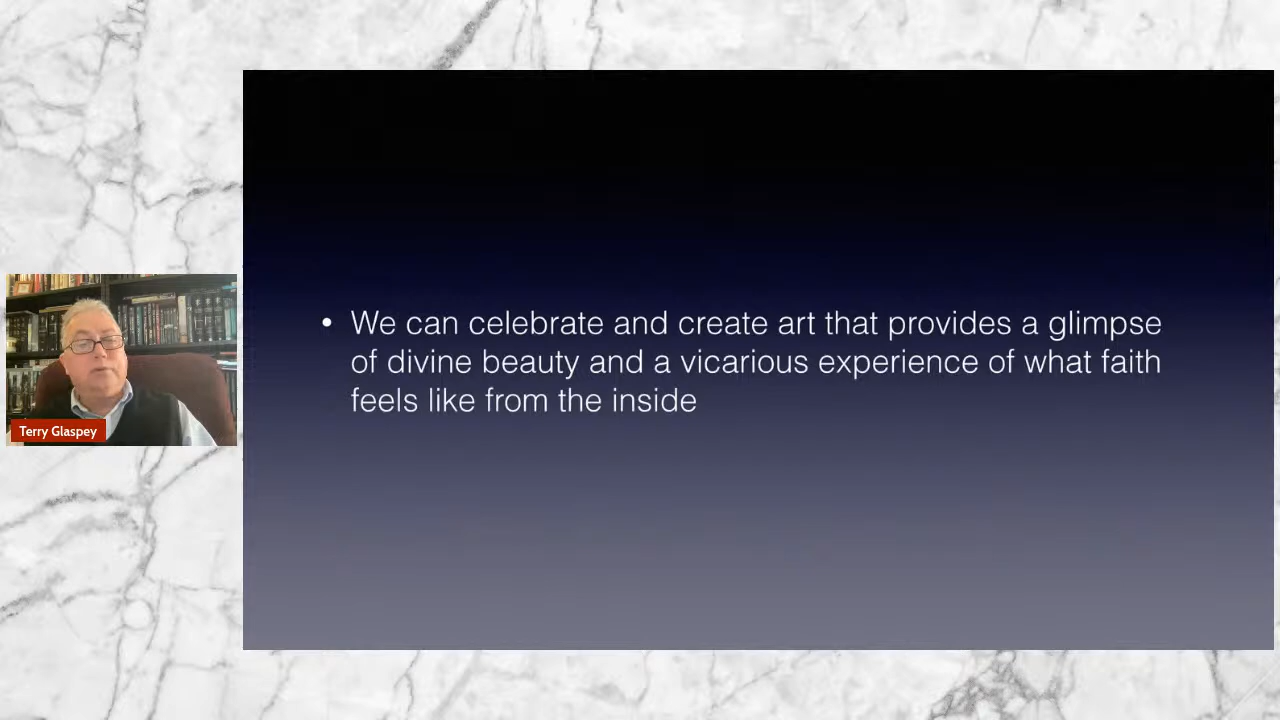 • We can celebrate and create art that provides a glimpse
of divine beauty and a vicarious experience of what faith
feels like from the inside
Terry Glaspey